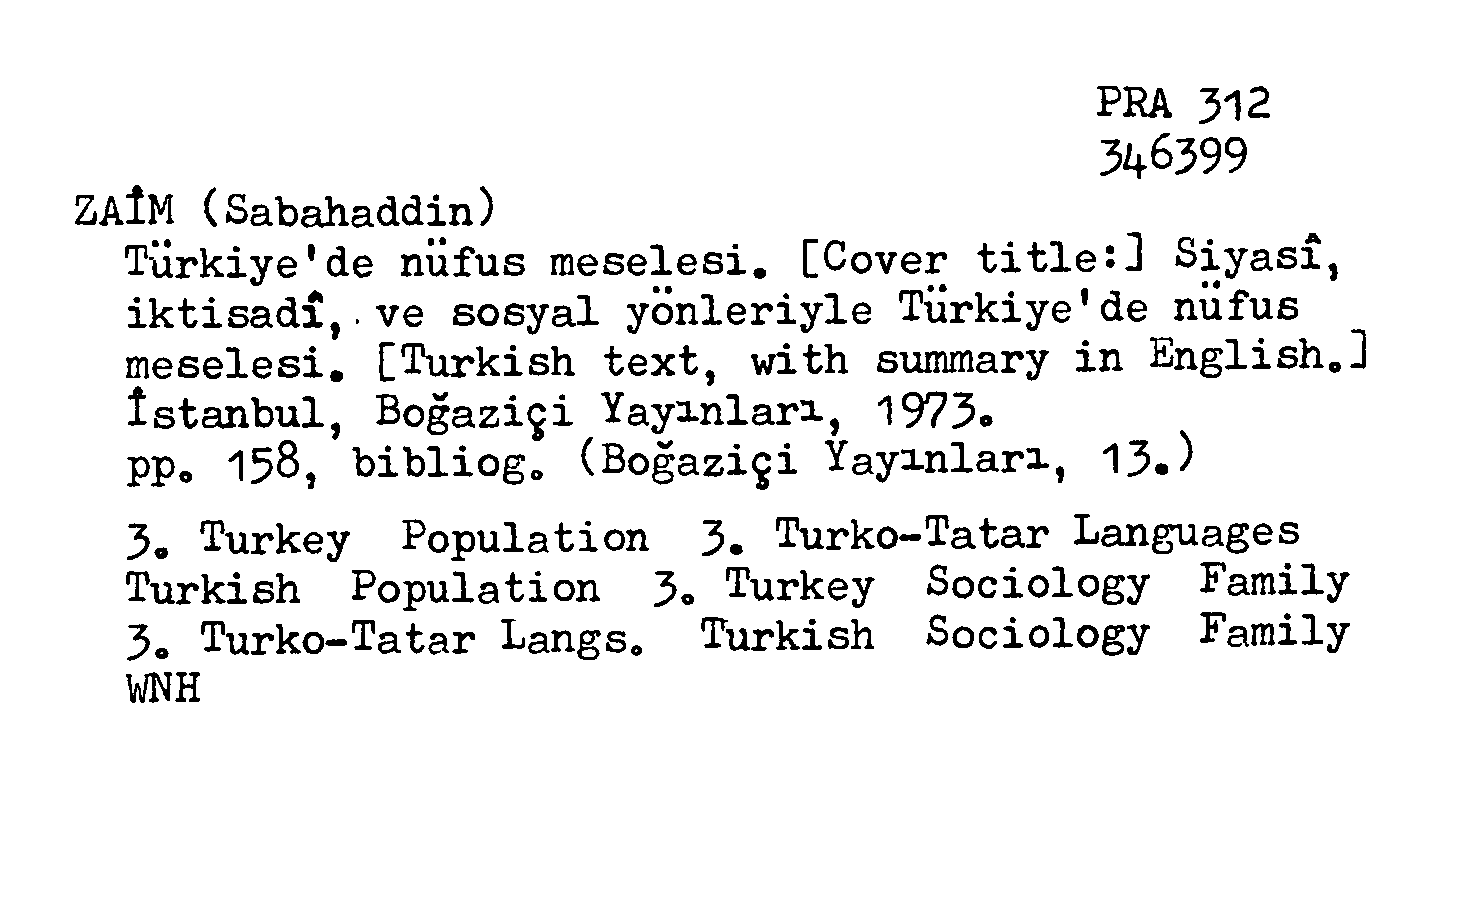 PRA 312
346399
ZAİM (Sabahaddin)
Türkiye'de nüfus meselesi. [Cover title:] Siyasî,
iktisadî, ve sosyal yönleriyle Türkiye'de nüfus
meselesi. [Turkish text, with summary in English.]
İstanbul, Boğaziçi Yayınları, 1973.
pp. 158, bibliog. (Boğaziçi Yayınları, 13.)
3. Turkey Population 3. Turko-Tatar Languages
Turkish Population 3. Turkey Sociology Family
3. Turko-Tatar Langs. Turkish Sociology Family
WNH